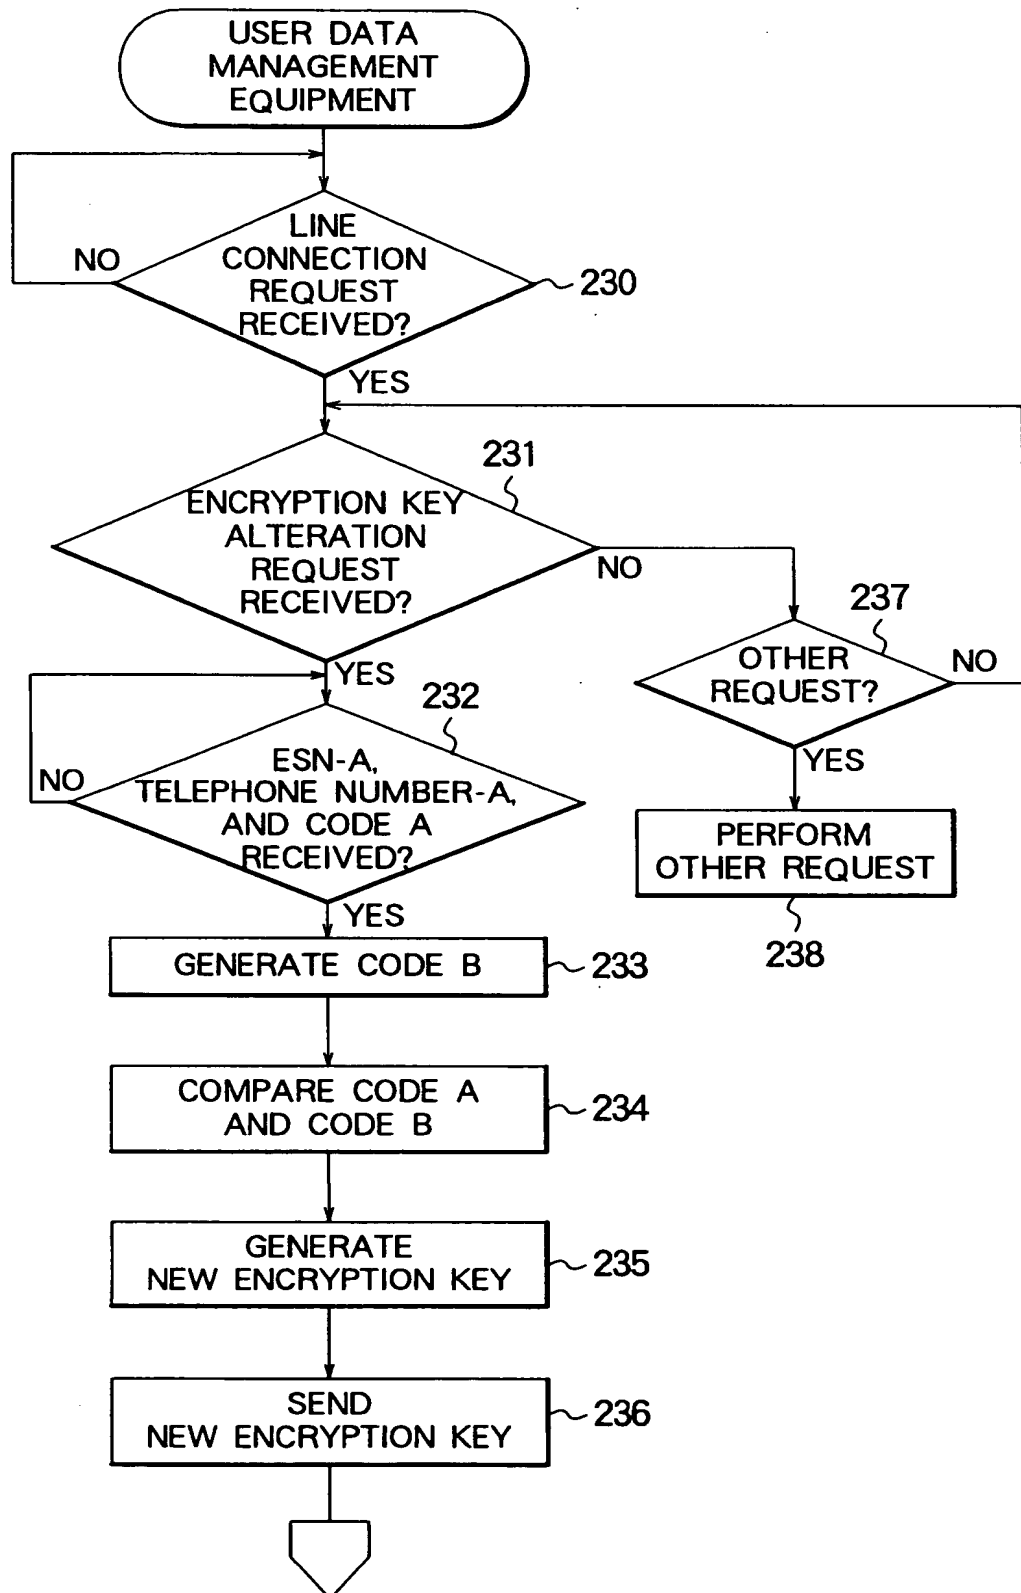 USER DATA
MANAGEMENT
EQUIPMENT
LINE
CONNECTION
REQUEST
RECEIVED?
NO
230
YES
231
ENCRYPTION KEY
ALTERATION
REQUEST
RECEIVED?
NO
YES
237
OTHER
REQUEST?
NO
YES
PERFORM
OTHER REQUEST
238
232
ESN-A,
TELEPHONE NUMBER-A,
AND CODE A
RECEIVED?
NO
YES
GENERATE CODE B
233
COMPARE CODE A
AND CODE B
234
GENERATE
NEW ENCRYPTION KEY
235
SEND
NEW ENCRYPTION KEY
236